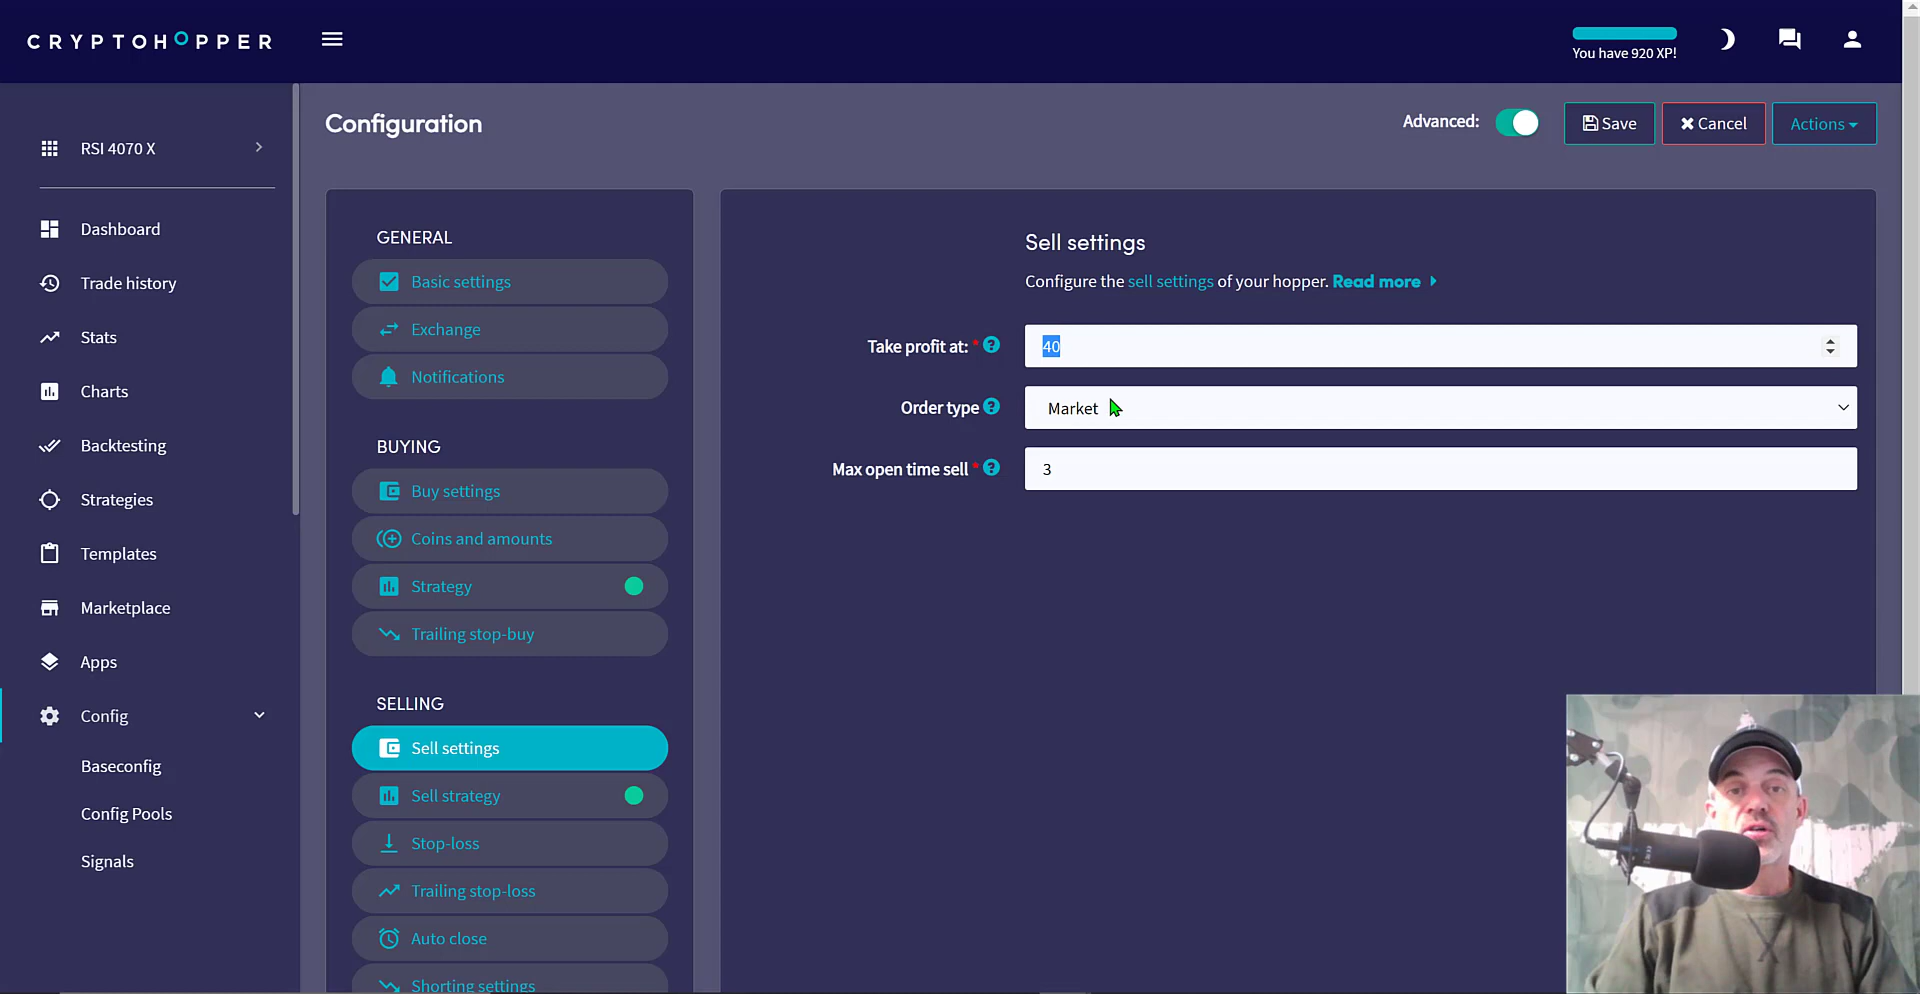 CRYPTOHOPPER
You have 920 XP!
RSI 4070 X
Dashboard
Trade history
Stats
Charts
Backtesting
Strategies
Templates
Marketplace
Apps
Config
Baseconfig
Config Pools
Signals
Configuration
Advanced:
Save
Cancel
Actions
GENERAL
Basic settings
Exchange
Notifications
BUYING
Buy settings
Coins and amounts
Strategy
Trailing stop-buy
SELLING
Sell settings
Sell strategy
Stop-loss
Trailing stop-loss
Auto close
Shorting settings
Sell settings
Configure the sell settings of your hopper. Read more
Take profit at: * ?
40
Order type ?
Market
Max open time sell * ?
3